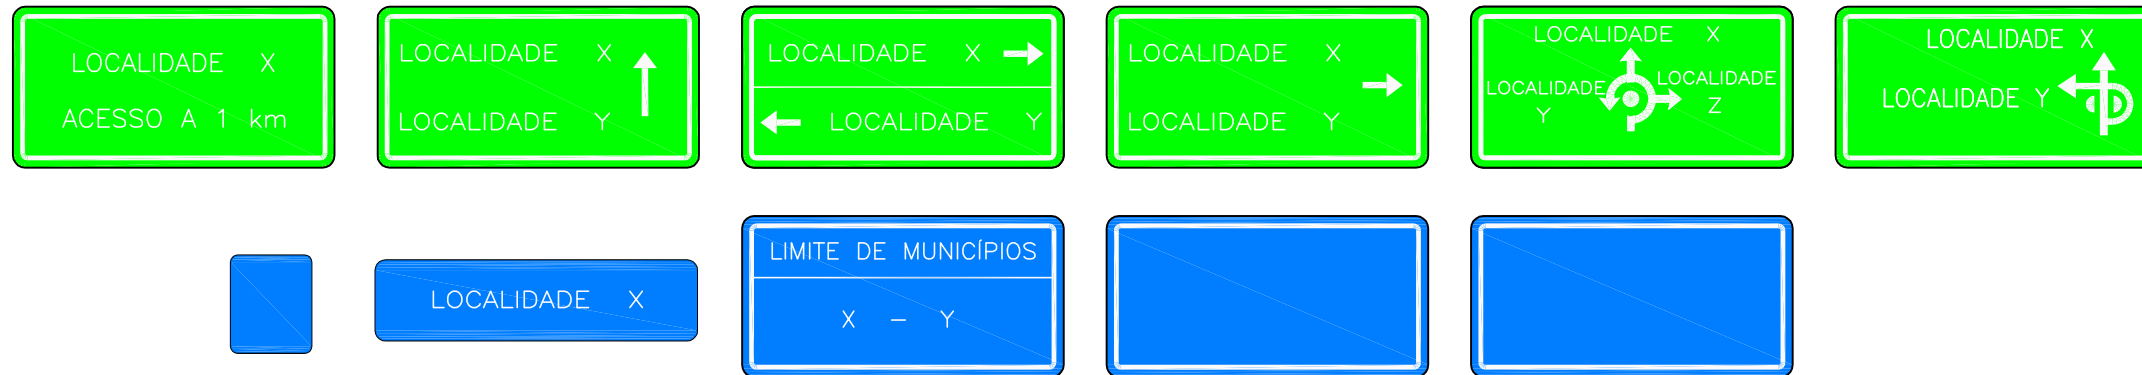 LOCALIDADE X
ACESSO A 1 km
LOCALIDADE X
LOCALIDADE Y
LOCALIDADE X
LOCALIDADE Y
LOCALIDADE X
LOCALIDADE Y
LOCALIDADE X
LOCALIDADE
Y
LOCALIDADE
Z
LOCALIDADE X
LOCALIDADE Y
LOCALIDADE X
LIMITE DE MUNICÍPIOS
X - Y